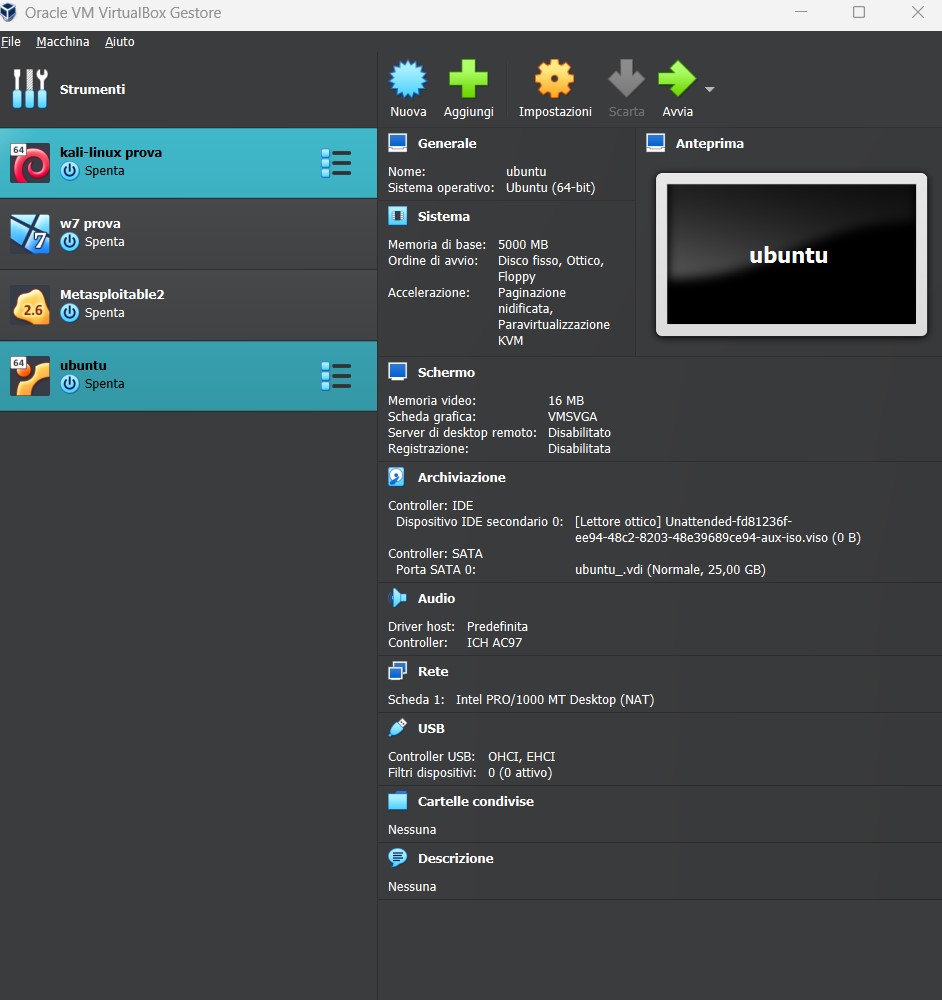 Oracle VM VirtualBox Gestore
File Macchina Aiuto
Strumenti
64
kali-linux prova
Spenta
7
w7 prova
Spenta
2.6
Metasploitable2
Spenta
64
ubuntu
Spenta
Nuova Aggiungi Impostazioni Scarta Avvia
Generale
Nome: ubuntu
Sistema operativo: Ubuntu (64-bit)
Sistema
Memoria di base: 5000 MB
Ordine di avvio: Disco fisso, Ottico,
Floppy
Accelerazione: Paginazione
nidificata,
Paravirtualizzazione
KVM
Anteprima
ubuntu
Schermo
Memoria video: 16 MB
Scheda grafica: VMSVGA
Server di desktop remoto: Disabilitato
Registrazione: Disabilitata
Archiviazione
Controller: IDE
Dispositivo IDE secondario 0: [Lettore ottico] Unattended-fd81236f-
ee94-48c2-8203-48e39689ce94-aux-iso.viso (0 B)
Controller: SATA
Porta SATA 0: ubuntu_.vdi (Normale, 25,00 GB)
Audio
Driver host: Predefinita
Controller: ICH AC97
Rete
Scheda 1: Intel PRO/1000 MT Desktop (NAT)
USB
Controller USB: OHCI, EHCI
Filtri dispositivi: 0 (0 attivo)
Cartelle condivise
Nessuna
Descrizione
Nessuna